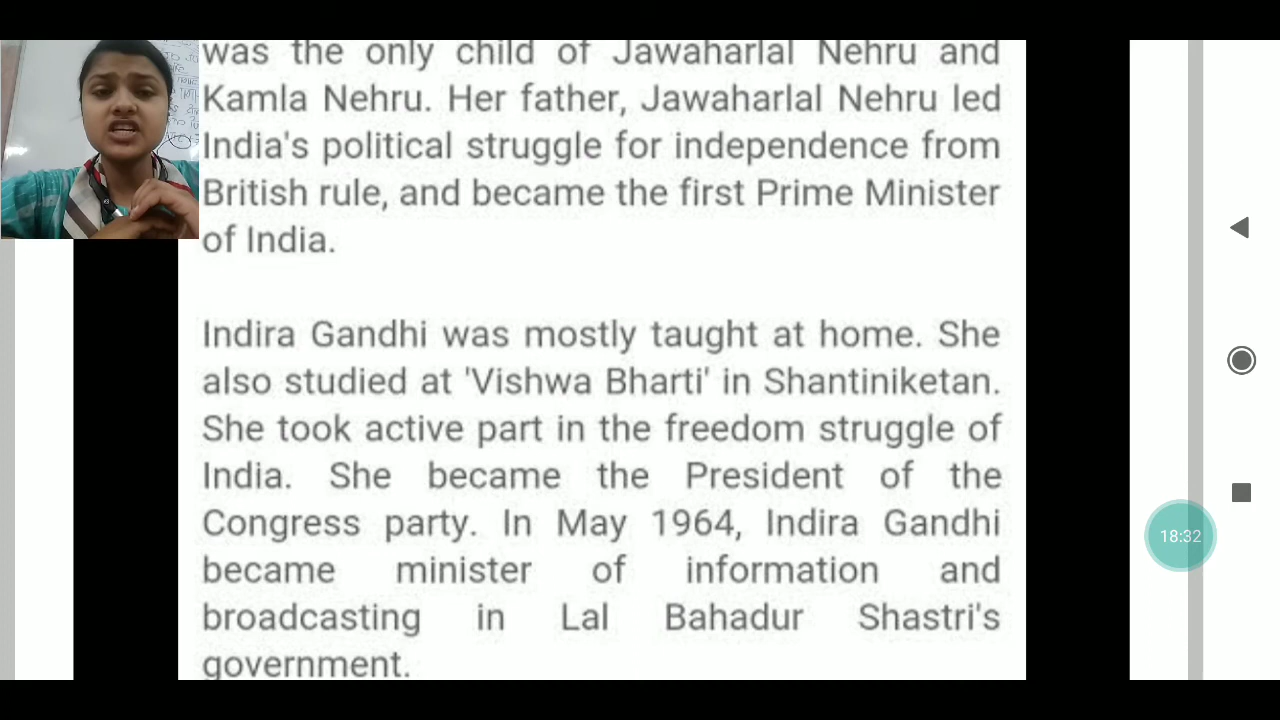 was the only child of Jawaharlal Nehru and
Kamla Nehru. Her father, Jawaharlal Nehru led
India's political struggle for independence from
British rule, and became the first Prime Minister
of India.
Indira Gandhi was mostly taught at home. She
also studied at 'Vishwa Bharti' in Shantiniketan.
She took active part in the freedom struggle of
India. She became the President of the
Congress party. In May 1964, Indira Gandhi
became minister of information and
broadcasting in Lal Bahadur Shastri's
government.
18:32